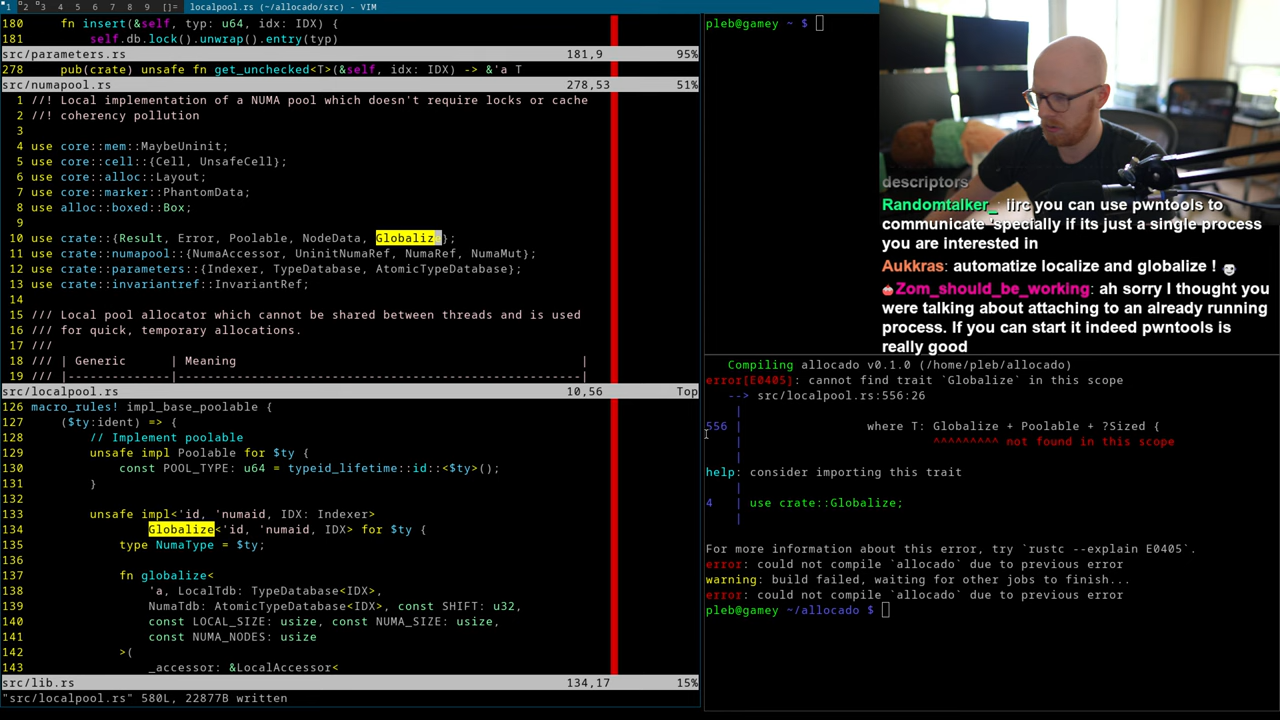 1 2 3 4 5 6 7 8 9 []= localpool.rs (~/allocado/src) - VIM
180 fn insert(&self, typ: u64, idx: IDX) {
181 self.db.lock().unwrap().entry(typ)
src/parameters.rs 181,9 95%
278 pub(crate) unsafe fn get_unchecked<T>(&self, idx: IDX) -> &'a T
src/numapool.rs 278,53 51%
1 //! Local implementation of a NUMA pool which doesn't require locks or cache
2 //! coherency pollution
3
4 use core::mem::MaybeUninit;
5 use core::cell::{Cell, UnsafeCell};
6 use core::alloc::Layout;
7 use core::marker::PhantomData;
8 use alloc::boxed::Box;
9
10 use crate::{Result, Error, Poolable, NodeData, Globalize};
11 use crate::numapool::{NumaAccessor, UninitNumaRef, NumaRef, NumaMut};
12 use crate::parameters::{Indexer, TypeDatabase, AtomicTypeDatabase};
13 use crate::invariantref::InvariantRef;
14
15 /// Local pool allocator which cannot be shared between threads and is used
16 /// for quick, temporary allocations.
17 ///
18 /// | Generic | Meaning |
19 /// |--------------|-------------------------------------------------------|
src/localpool.rs 10,56 Top
126 macro_rules! impl_base_poolable {
127 ($ty:ident) => {
128 // Implement poolable
129 unsafe impl Poolable for $ty {
130 const POOL_TYPE: u64 = typeid_lifetime::id::<$ty>();
131 }
132
133 unsafe impl<'id, 'numaid, IDX: Indexer>
134 Globalize<'id, 'numaid, IDX> for $ty {
135 type NumaType = $ty;
136
137 fn globalize<
138 'a, LocalTdb: TypeDatabase<IDX>,
139 NumaTdb: AtomicTypeDatabase<IDX>, const SHIFT: u32,
140 const LOCAL_SIZE: usize, const NUMA_SIZE: usize,
141 const NUMA_NODES: usize
142 >(
143 _accessor: &LocalAccessor<
src/lib.rs 134,17 15%
"src/localpool.rs" 580L, 22877B written
pleb@gamey ~ $
descriptors
Randomtalker_: iirc you can use pwntools to
communicate 'specially if its just a single process
you are interested in
Aukkras: automatize localize and globalize !
Zom_should_be_working: ah sorry I thought you
were talking about attaching to an already running
process. If you can start it indeed pwntools is
really good
Compiling allocado v0.1.0 (/home/pleb/allocado)
error[E0405]: cannot find trait `Globalize` in this scope
--> src/localpool.rs:556:26
|
556 | where T: Globalize + Poolable + ?Sized {
| ^^^^^^^^^ not found in this scope
|
help: consider importing this trait
|
4 | use crate::Globalize;
|
For more information about this error, try `rustc --explain E0405`.
error: could not compile `allocado` due to previous error
warning: build failed, waiting for other jobs to finish...
error: could not compile `allocado` due to previous error
pleb@gamey ~/allocado $